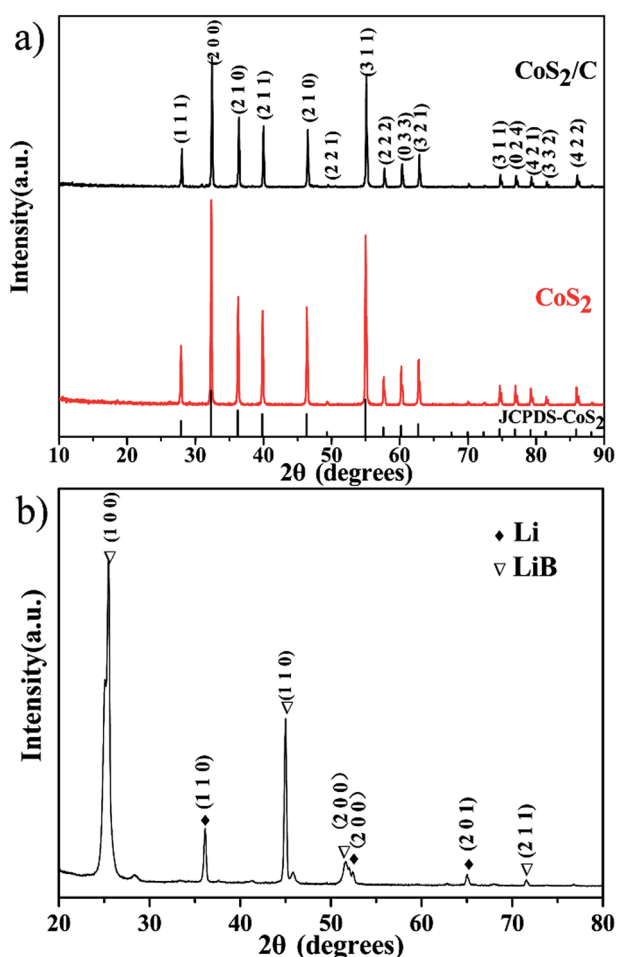 a)
Intensity(a.u.)
(1 1 1)
(2 0 0)
(2 1 0)
(2 1 1)
(2 1 0)
(2 2 1)
(3 1 1)
(2 2 2)
(0 3 3)
(3 2 1)
(3 1 1)
(0 2 4)
(4 2 1)
(3 3 2)
(4 2 2)
CoS2/C
CoS2
JCPDS-CoS2
10 20 30 40 50 60 70 80 90
2θ (degrees)
b)
Intensity(a.u.)
(1 0 0)
(1 1 0)
(1 1 0)
(2 0 0)
(2 0 0)
(2 0 1)
(2 1 1)
♦ Li
▽ LiB
20 30 40 50 60 70 80
2θ (degrees)